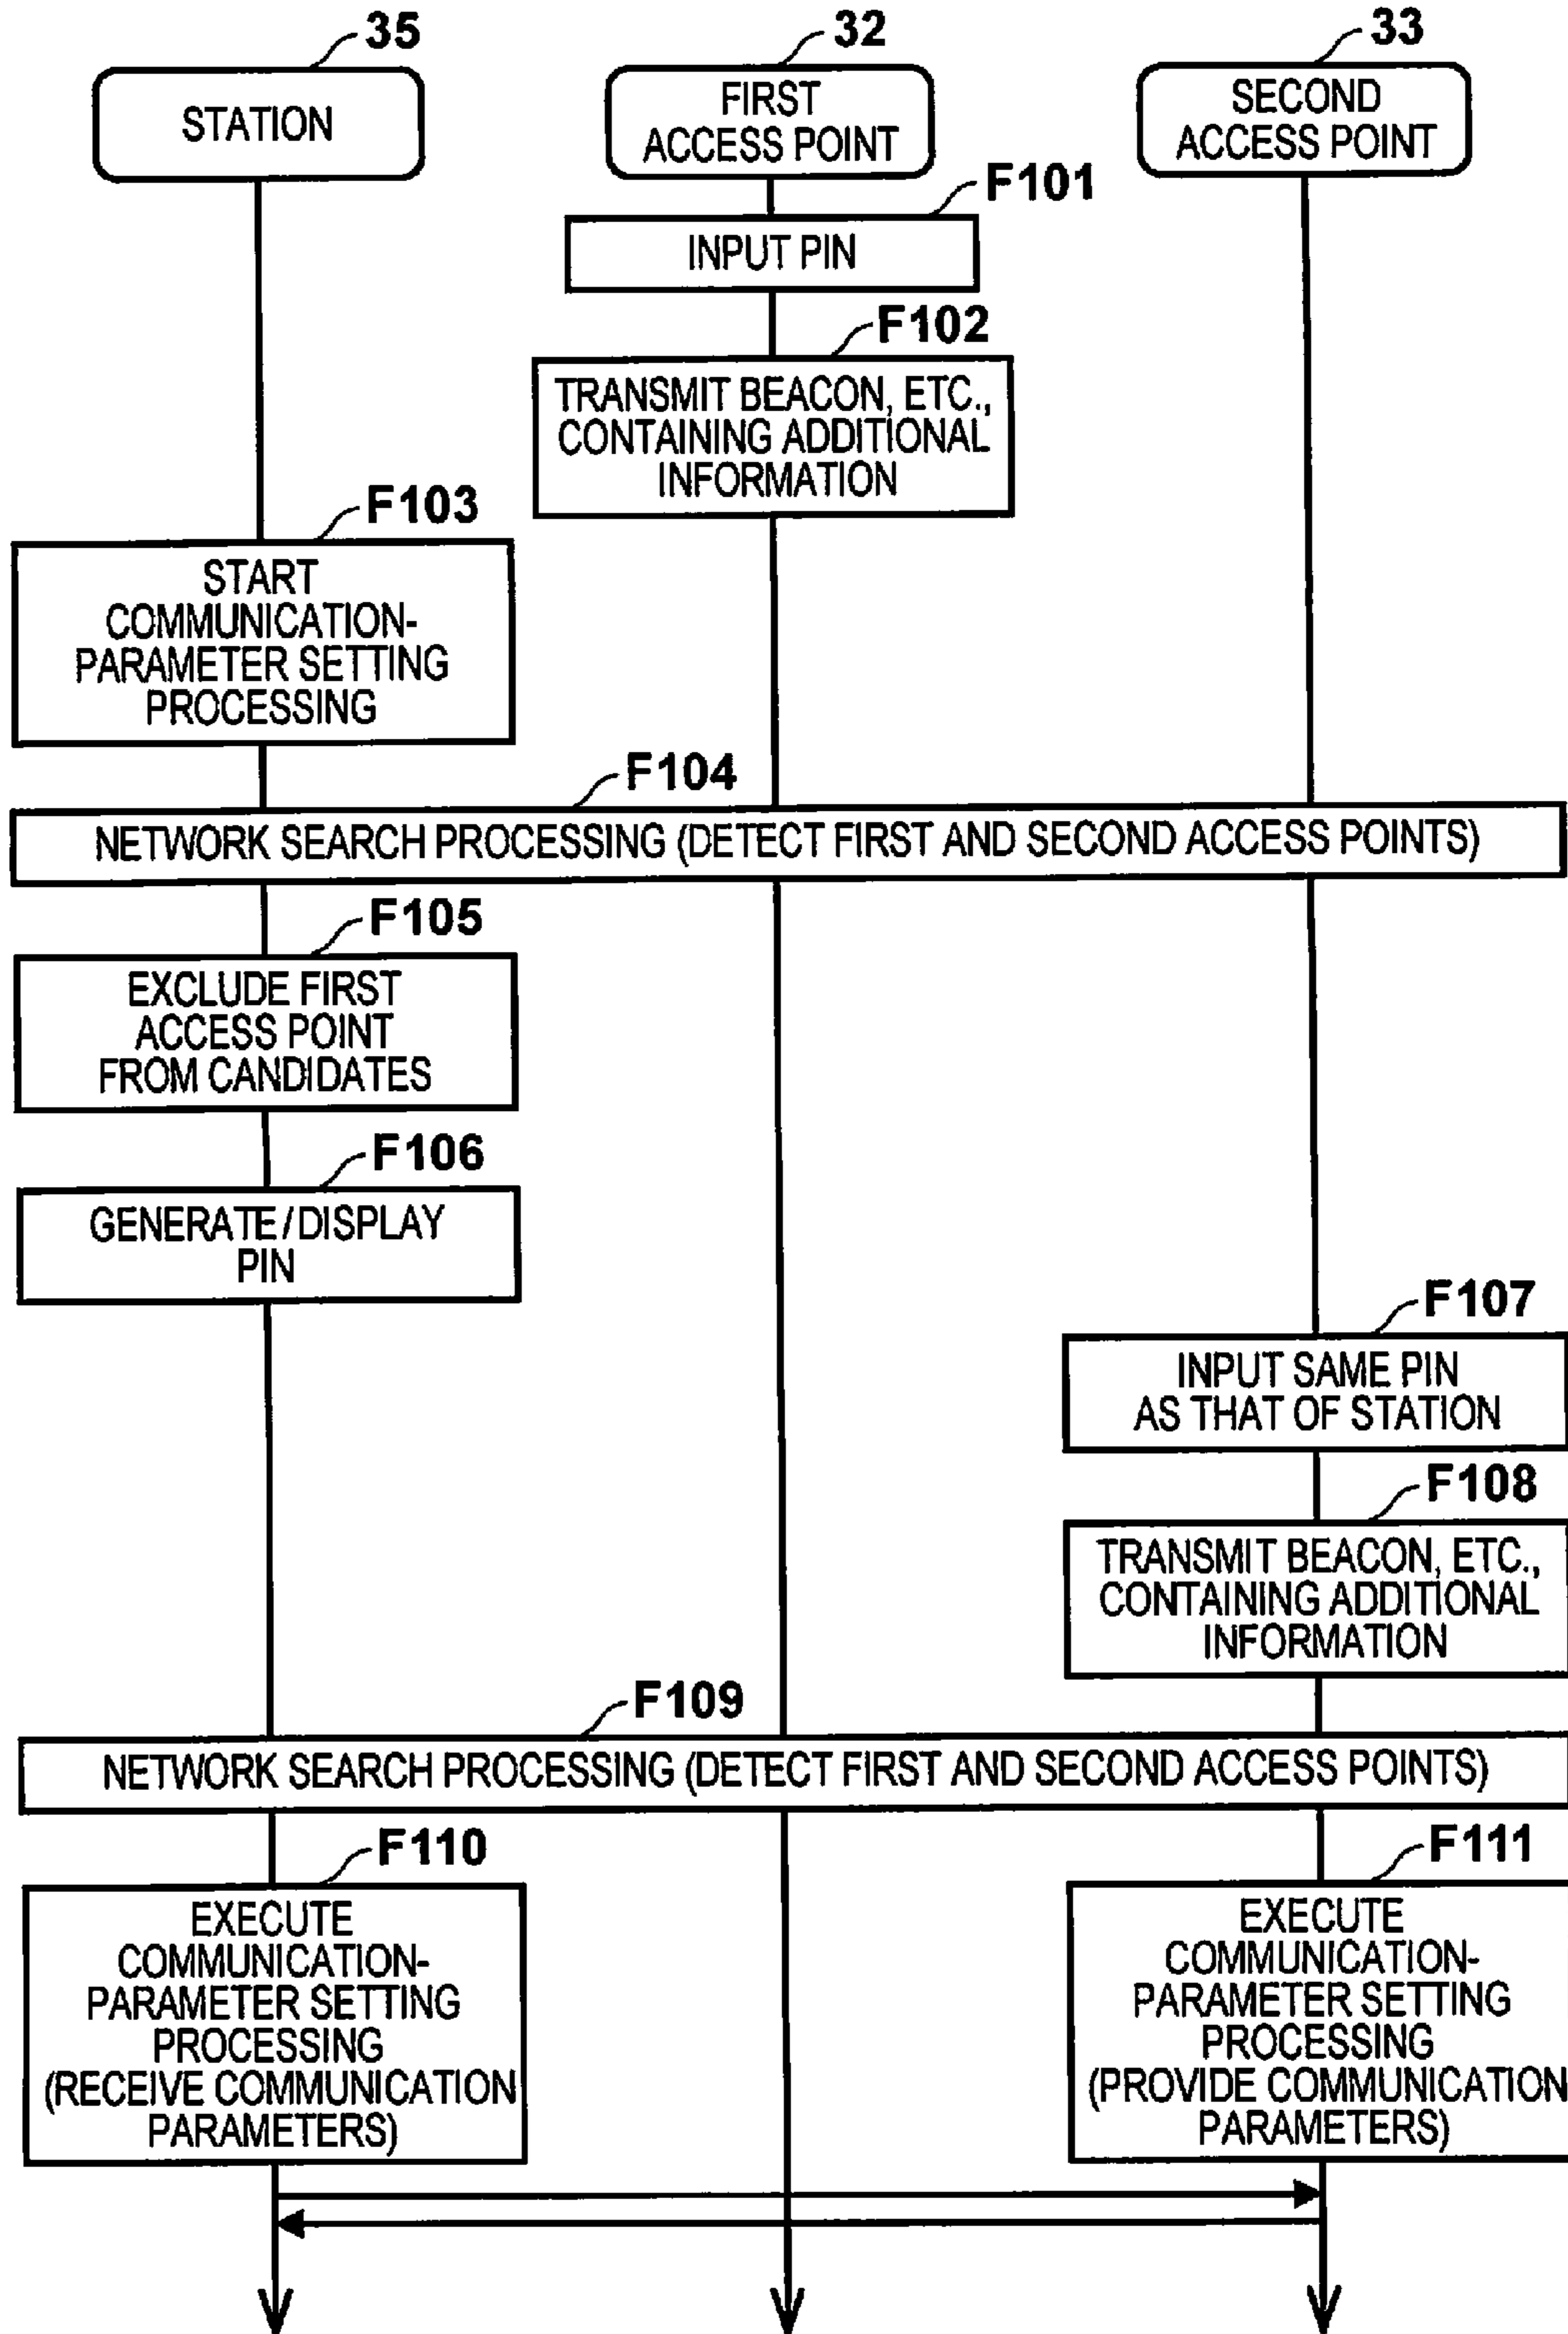 35
32
33
STATION
FIRST
ACCESS POINT
SECOND
ACCESS POINT
F101
INPUT PIN
F102
TRANSMIT BEACON, ETC.,
CONTAINING ADDITIONAL
INFORMATION
F103
START
COMMUNICATION-
PARAMETER SETTING
PROCESSING
F104
NETWORK SEARCH PROCESSING (DETECT FIRST AND SECOND ACCESS POINTS)
F105
EXCLUDE FIRST
ACCESS POINT
FROM CANDIDATES
F106
GENERATE/DISPLAY
PIN
F107
INPUT SAME PIN
AS THAT OF STATION
F108
TRANSMIT BEACON, ETC.,
CONTAINING ADDITIONAL
INFORMATION
F109
NETWORK SEARCH PROCESSING (DETECT FIRST AND SECOND ACCESS POINTS)
F110
EXECUTE
COMMUNICATION-
PARAMETER SETTING
PROCESSING
(RECEIVE COMMUNICATION
PARAMETERS)
F111
EXECUTE
COMMUNICATION-
PARAMETER SETTING
PROCESSING
(PROVIDE COMMUNICATION
PARAMETERS)